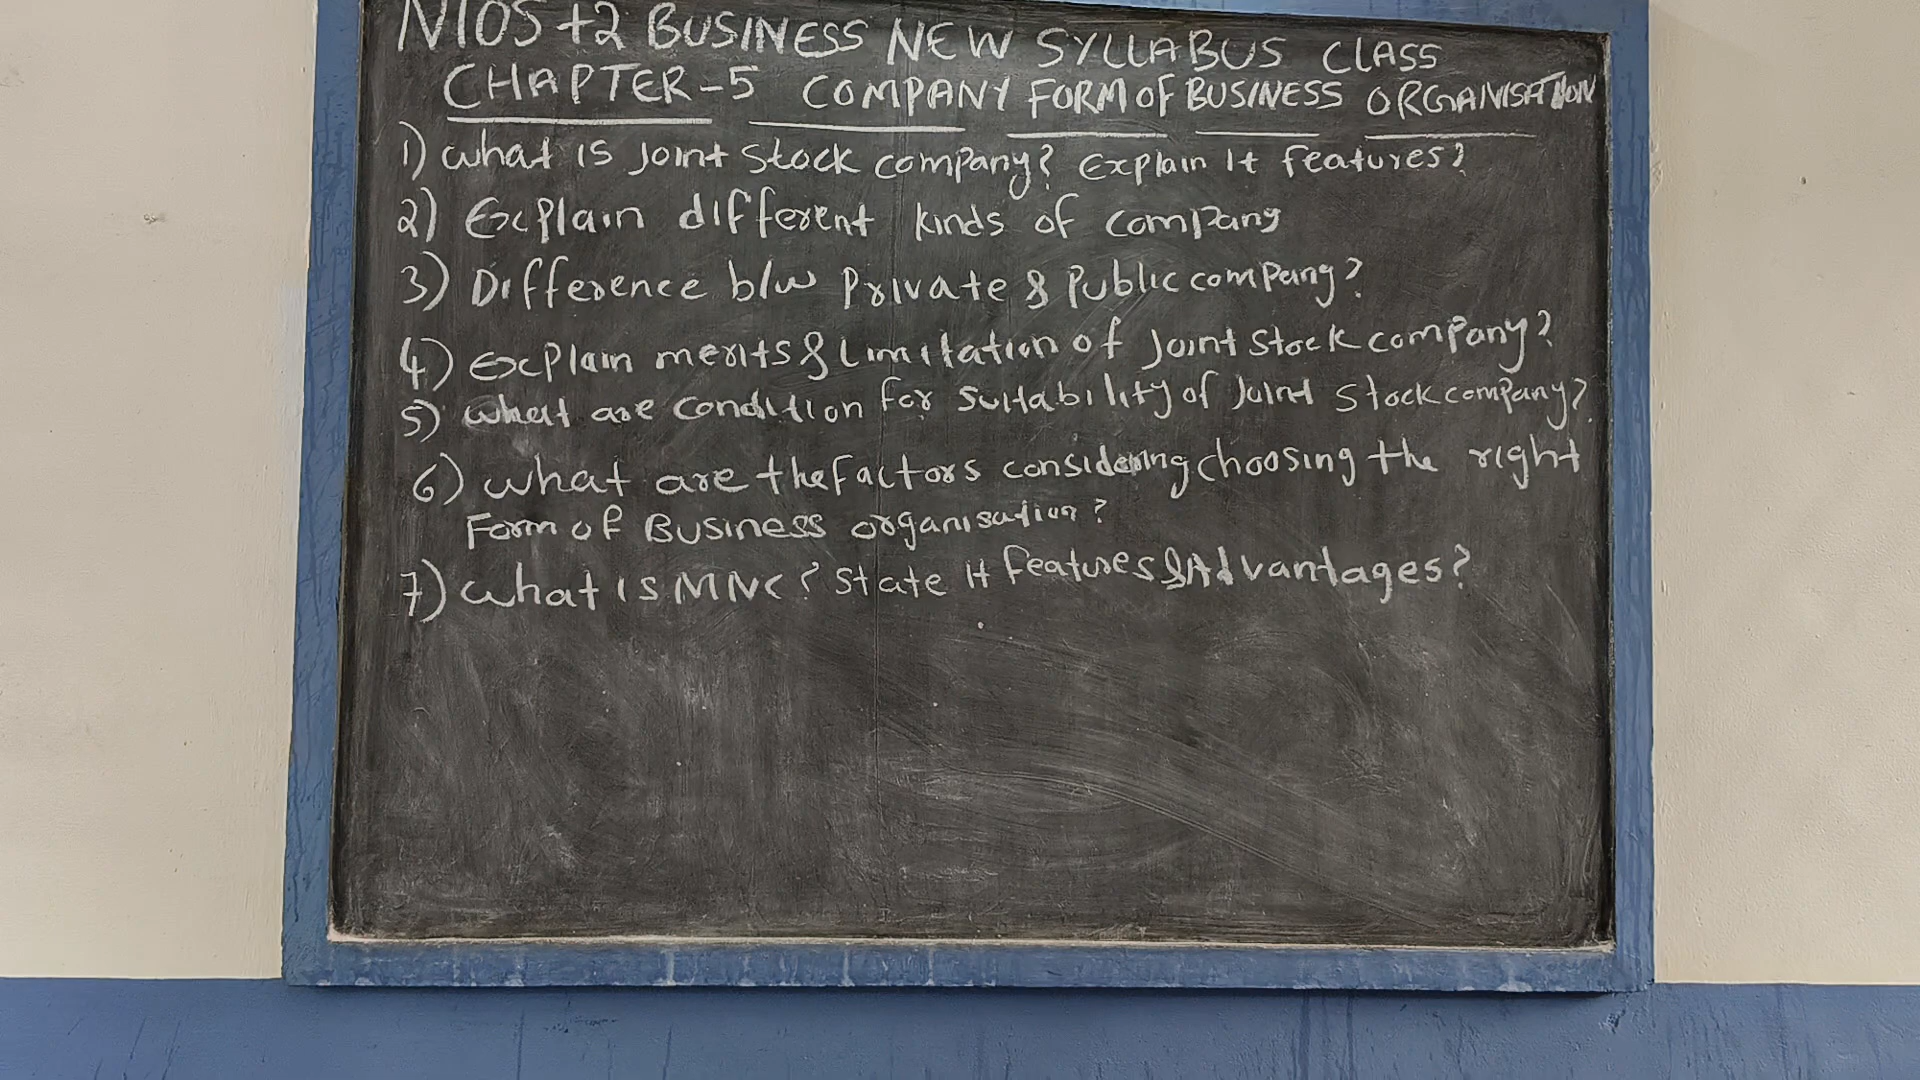 NIOS +2 BUSINESS NEW SYLLABUS CLASS
CHAPTER-5 COMPANY FORM OF BUSINESS ORGANISATION
1) What is Joint Stock company? Explain it features?
2) Explain different kinds of company
3) Difference b/w Private & Public company?
4) Explain merits & Limitation of Joint Stock company?
5) What are condition for suitability of Joint Stock company?
6) What are the factors considering choosing the right
Form of Business organisation?
7) What is MNC? State it features & Advantages?